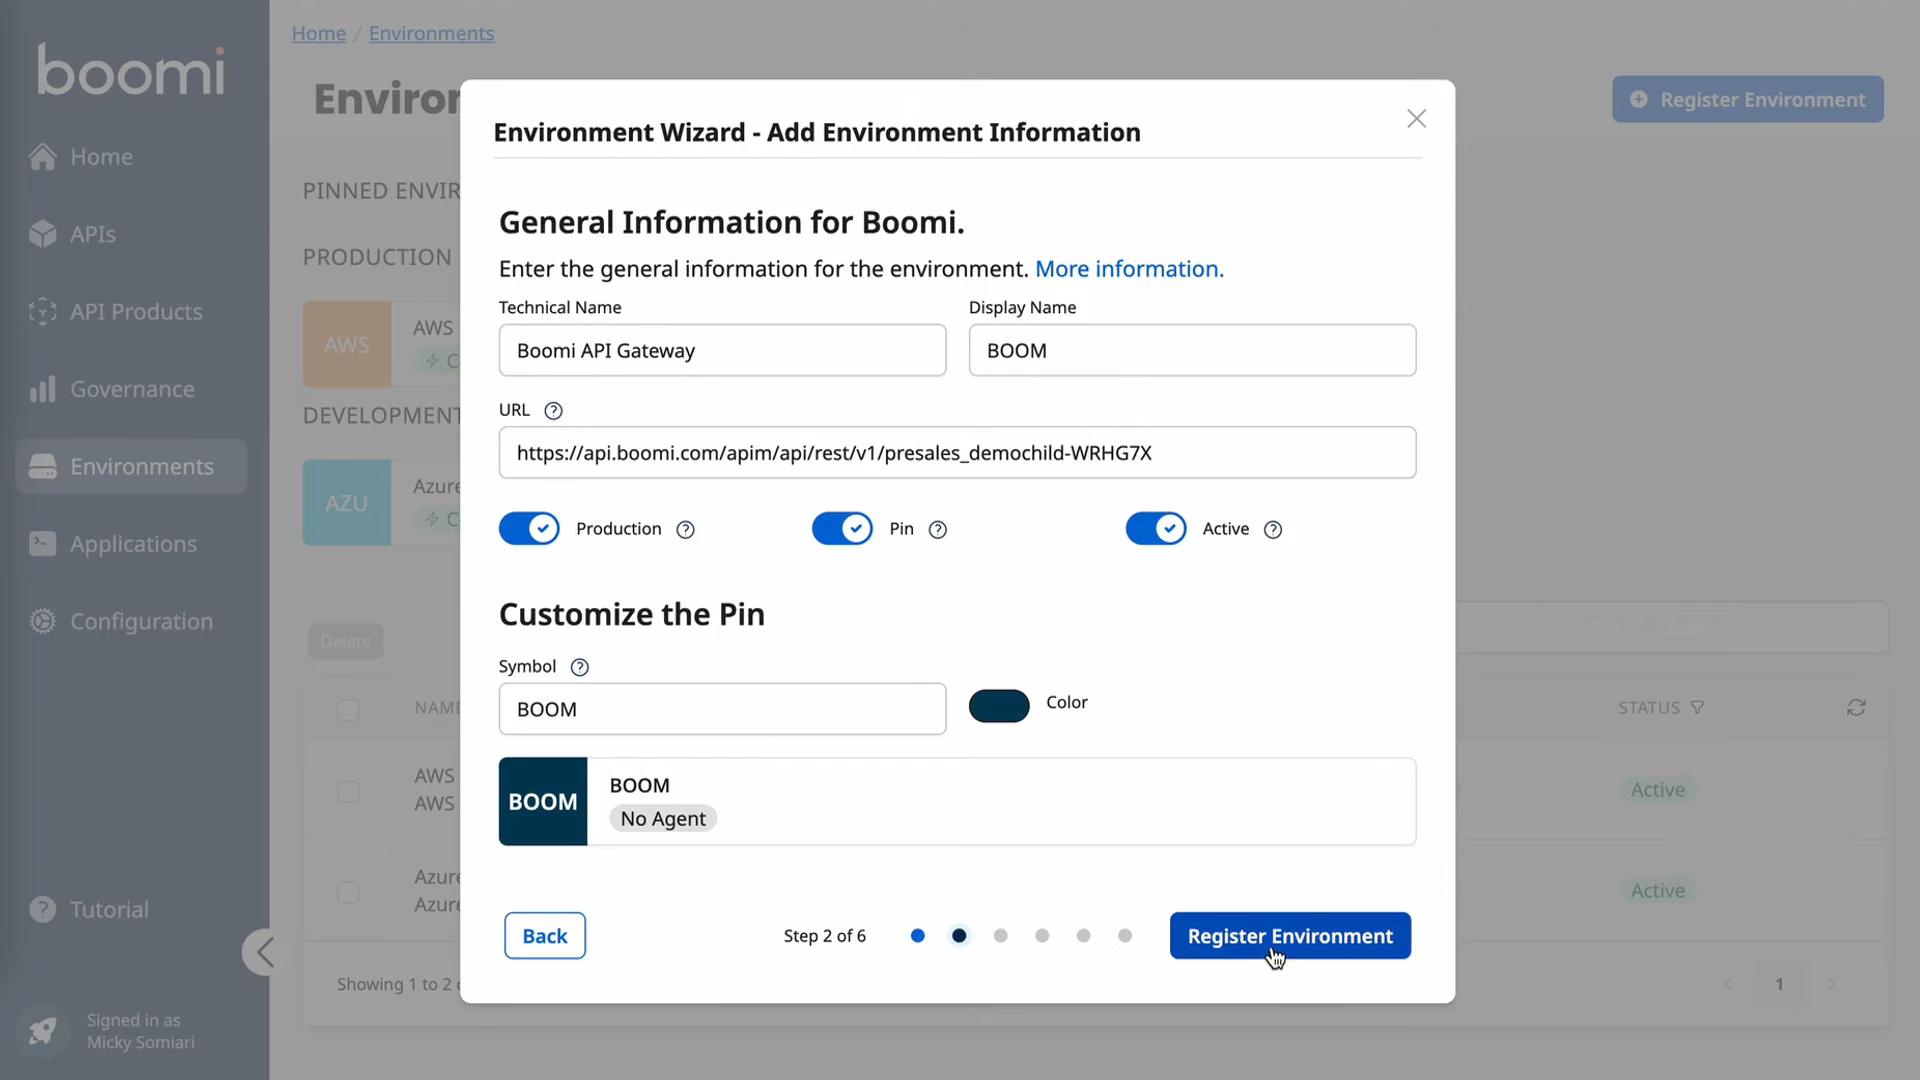 boomi
Home
APIs
API Products
Governance
Environments
Applications
Configuration
Tutorial
Signed in as
Micky Somiari
Home / Environments
Register Environment
PINNED
PRODUCTION
AWS
AWS
DEVELOPMENT
AZU
Azure
Delete
NAME
STATUS
AWS
AWS
Active
Azure
Azure
Active
Showing 1 to 2
1
Environment Wizard - Add Environment Information
General Information for Boomi.
Enter the general information for the environment. More information.
Technical Name
Display Name
Boomi API Gateway
BOOM
URL
https://api.boomi.com/apim/api/rest/v1/presales_demochild-WRHG7X
Production
Pin
Active
Customize the Pin
Symbol
BOOM
Color
BOOM
BOOM
No Agent
Back
Step 2 of 6
Register Environment